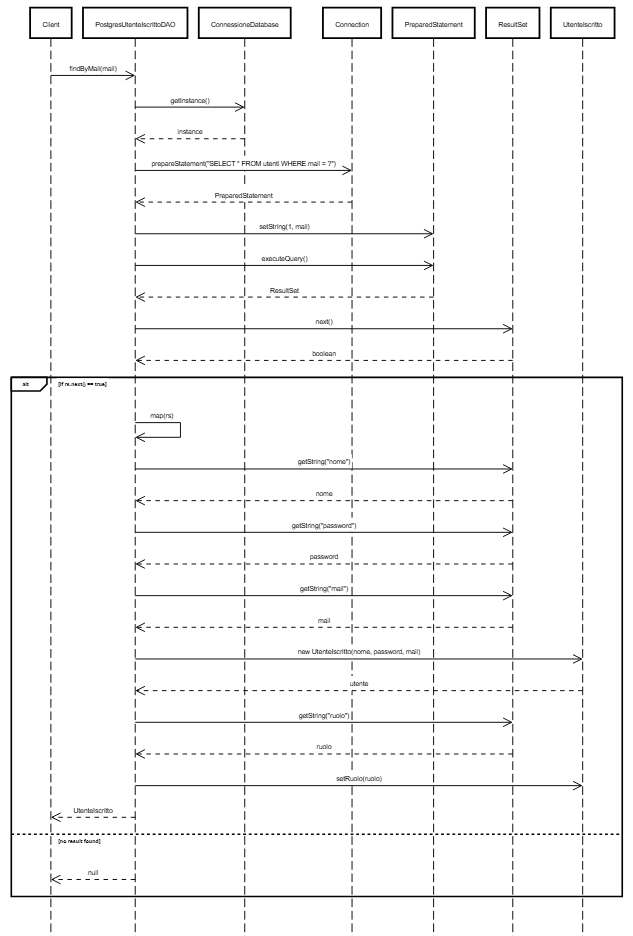 Client
PostgresUtenteIscrittoDAO
ConnessioneDatabase
Connection
PreparedStatement
ResultSet
UtenteIscritto
findByMail(mail)
getInstance()
instance
prepareStatement("SELECT * FROM utenti WHERE mail = ?")
PreparedStatement
setString(1, mail)
executeQuery()
ResultSet
next()
boolean
alt
[if rs.next() == true]
map(rs)
getString("nome")
nome
getString("password")
password
getString("mail")
mail
new UtenteIscritto(nome, password, mail)
utente
getString("ruolo")
ruolo
setRuolo(ruolo)
UtenteIscritto
[no result found]
null